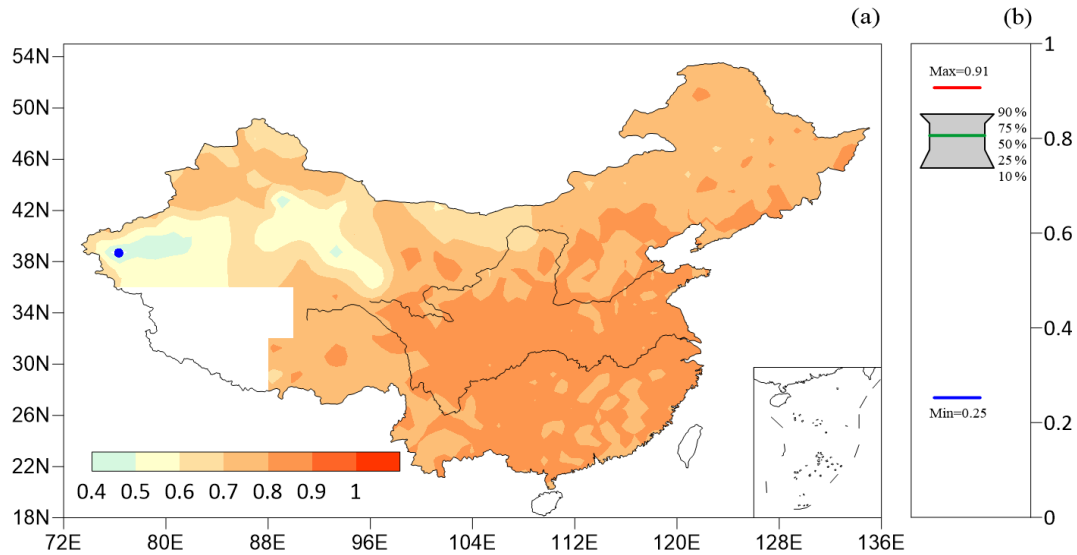 (a)
(b)
54N
50N
46N
42N
38N
34N
30N
26N
22N
18N
72E 80E 88E 96E 104E 112E 120E 128E 136E
0.4 0.5 0.6 0.7 0.8 0.9 1
Max=0.91
90 %
75 %
50 %
25 %
10 %
Min=0.25
1
0.8
0.6
0.4
0.2
0